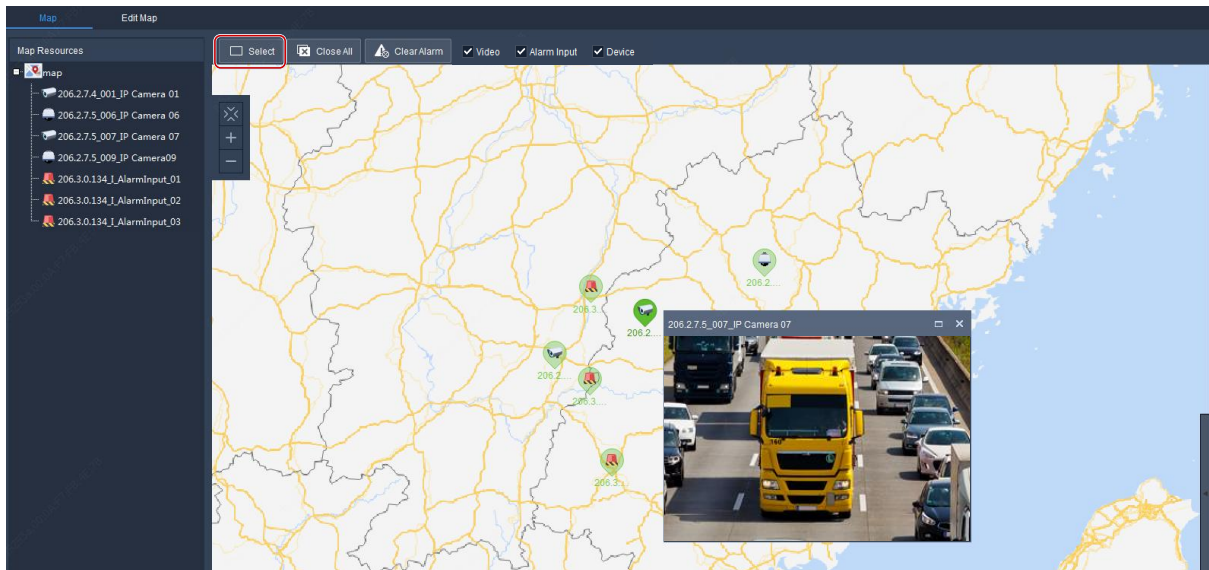 Map Edit Map
Map Resources
Select Close All Clear Alarm Video Alarm Input Device
map
206.2.7.4_001_IP Camera 01
206.2.7.5_006_IP Camera 06
206.2.7.5_007_IP Camera 07
206.2.7.5_009_IP Camera09
206.3.0.134_I_AlarmInput_01
206.3.0.134_I_AlarmInput_02
206.3.0.134_I_AlarmInput_03
206.2....
206.3....
206.2....
206.2.7.5_007_IP Camera 07
206.2....
206.3....
206.3....